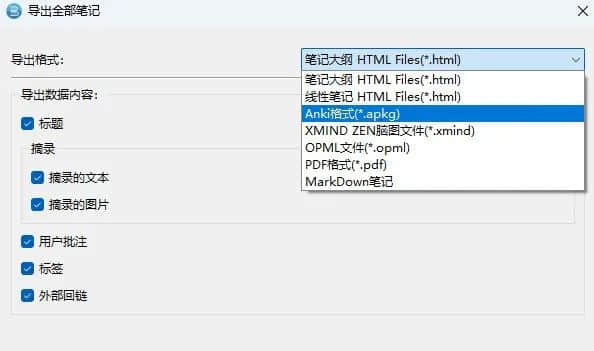 导出全部笔记
导出格式：
笔记大纲 HTML Files(*.html)
笔记大纲 HTML Files(*.html)
线性笔记 HTML Files(*.html)
Anki格式(*.apkg)
XMIND ZEN脑图文件(*.xmind)
OPML文件(*.opml)
PDF格式(*.pdf)
MarkDown笔记
导出数据内容：
标题
摘录
摘录的文本
摘录的图片
用户批注
标签
外部回链